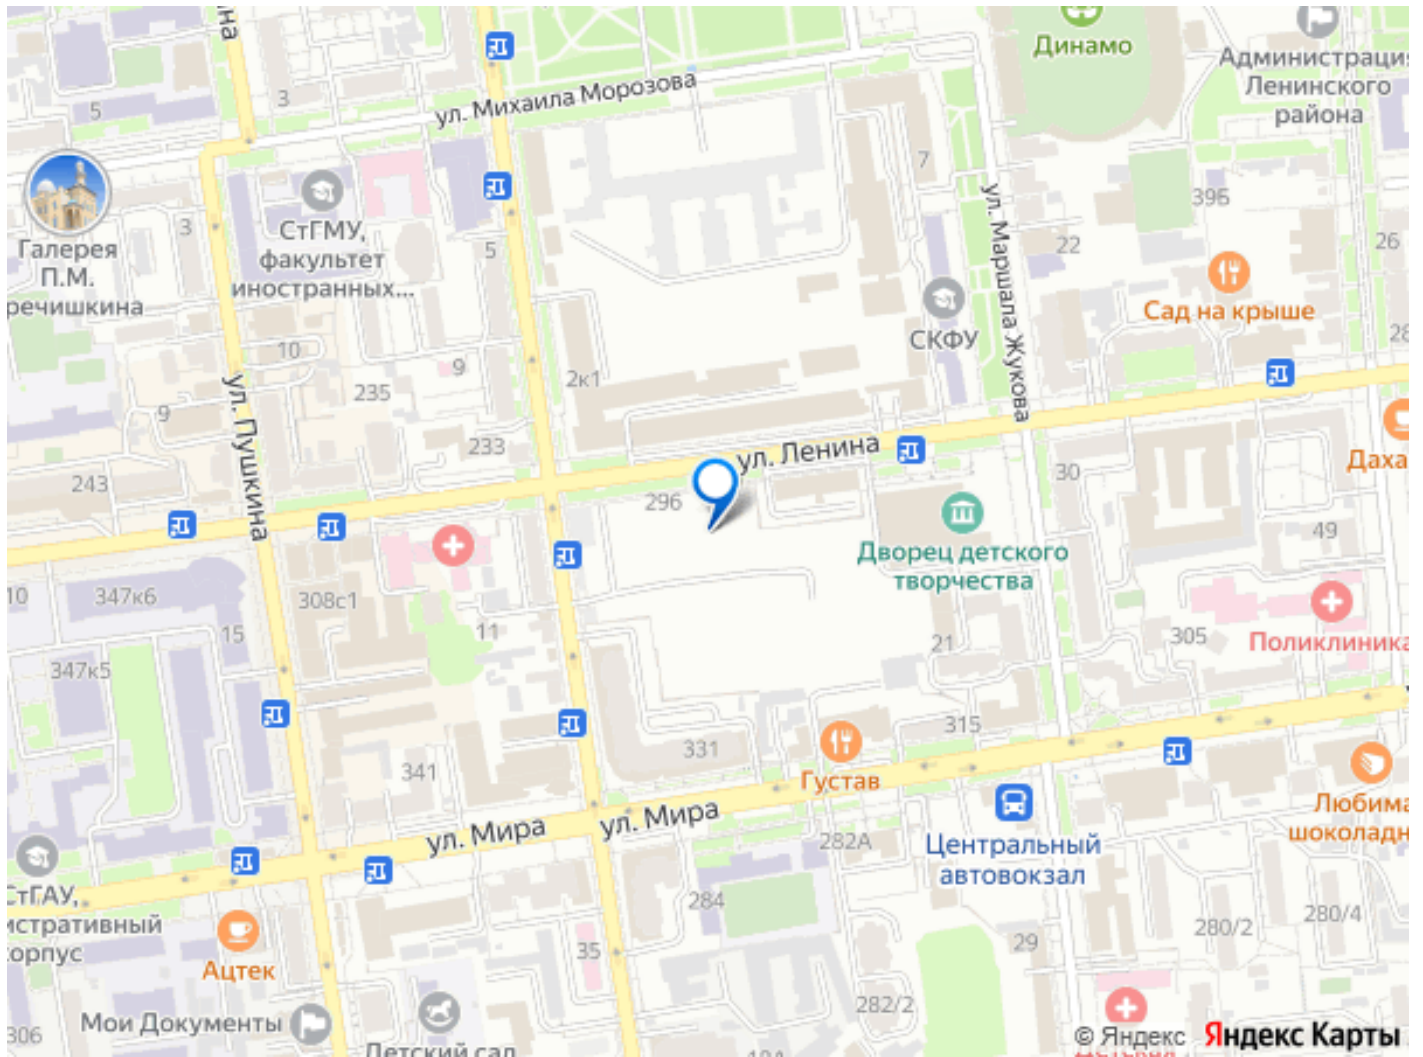 Динамо
Администрация
Ленинского
района
ул. Михаила Морозова
3
5
7
39Б
Галерея
П.М.
речишкина
3
СтГМУ,
факультет
иностранных...
5
ул. Маршала Жукова
22
26
Сад на крыше
СКФУ
28
10
9
2к1
235
9
ул. Пушкина
233
ул. Ленина
243
296
30
Даха
49
Дворец детского
творчества
10
347к6
308с1
15
11
21
305
Поликлиника
347к5
331
315
341
Густав
ул. Мира
ул. Мира
282А
Центральный
автовокзал
Любима
шоколадн
СтГАУ,
истративный
корпус
284
280/2
280/4
Ацтек
35
29
282/2
Мои Документы
306
Детский сад
© Яндекс Яндекс Карты